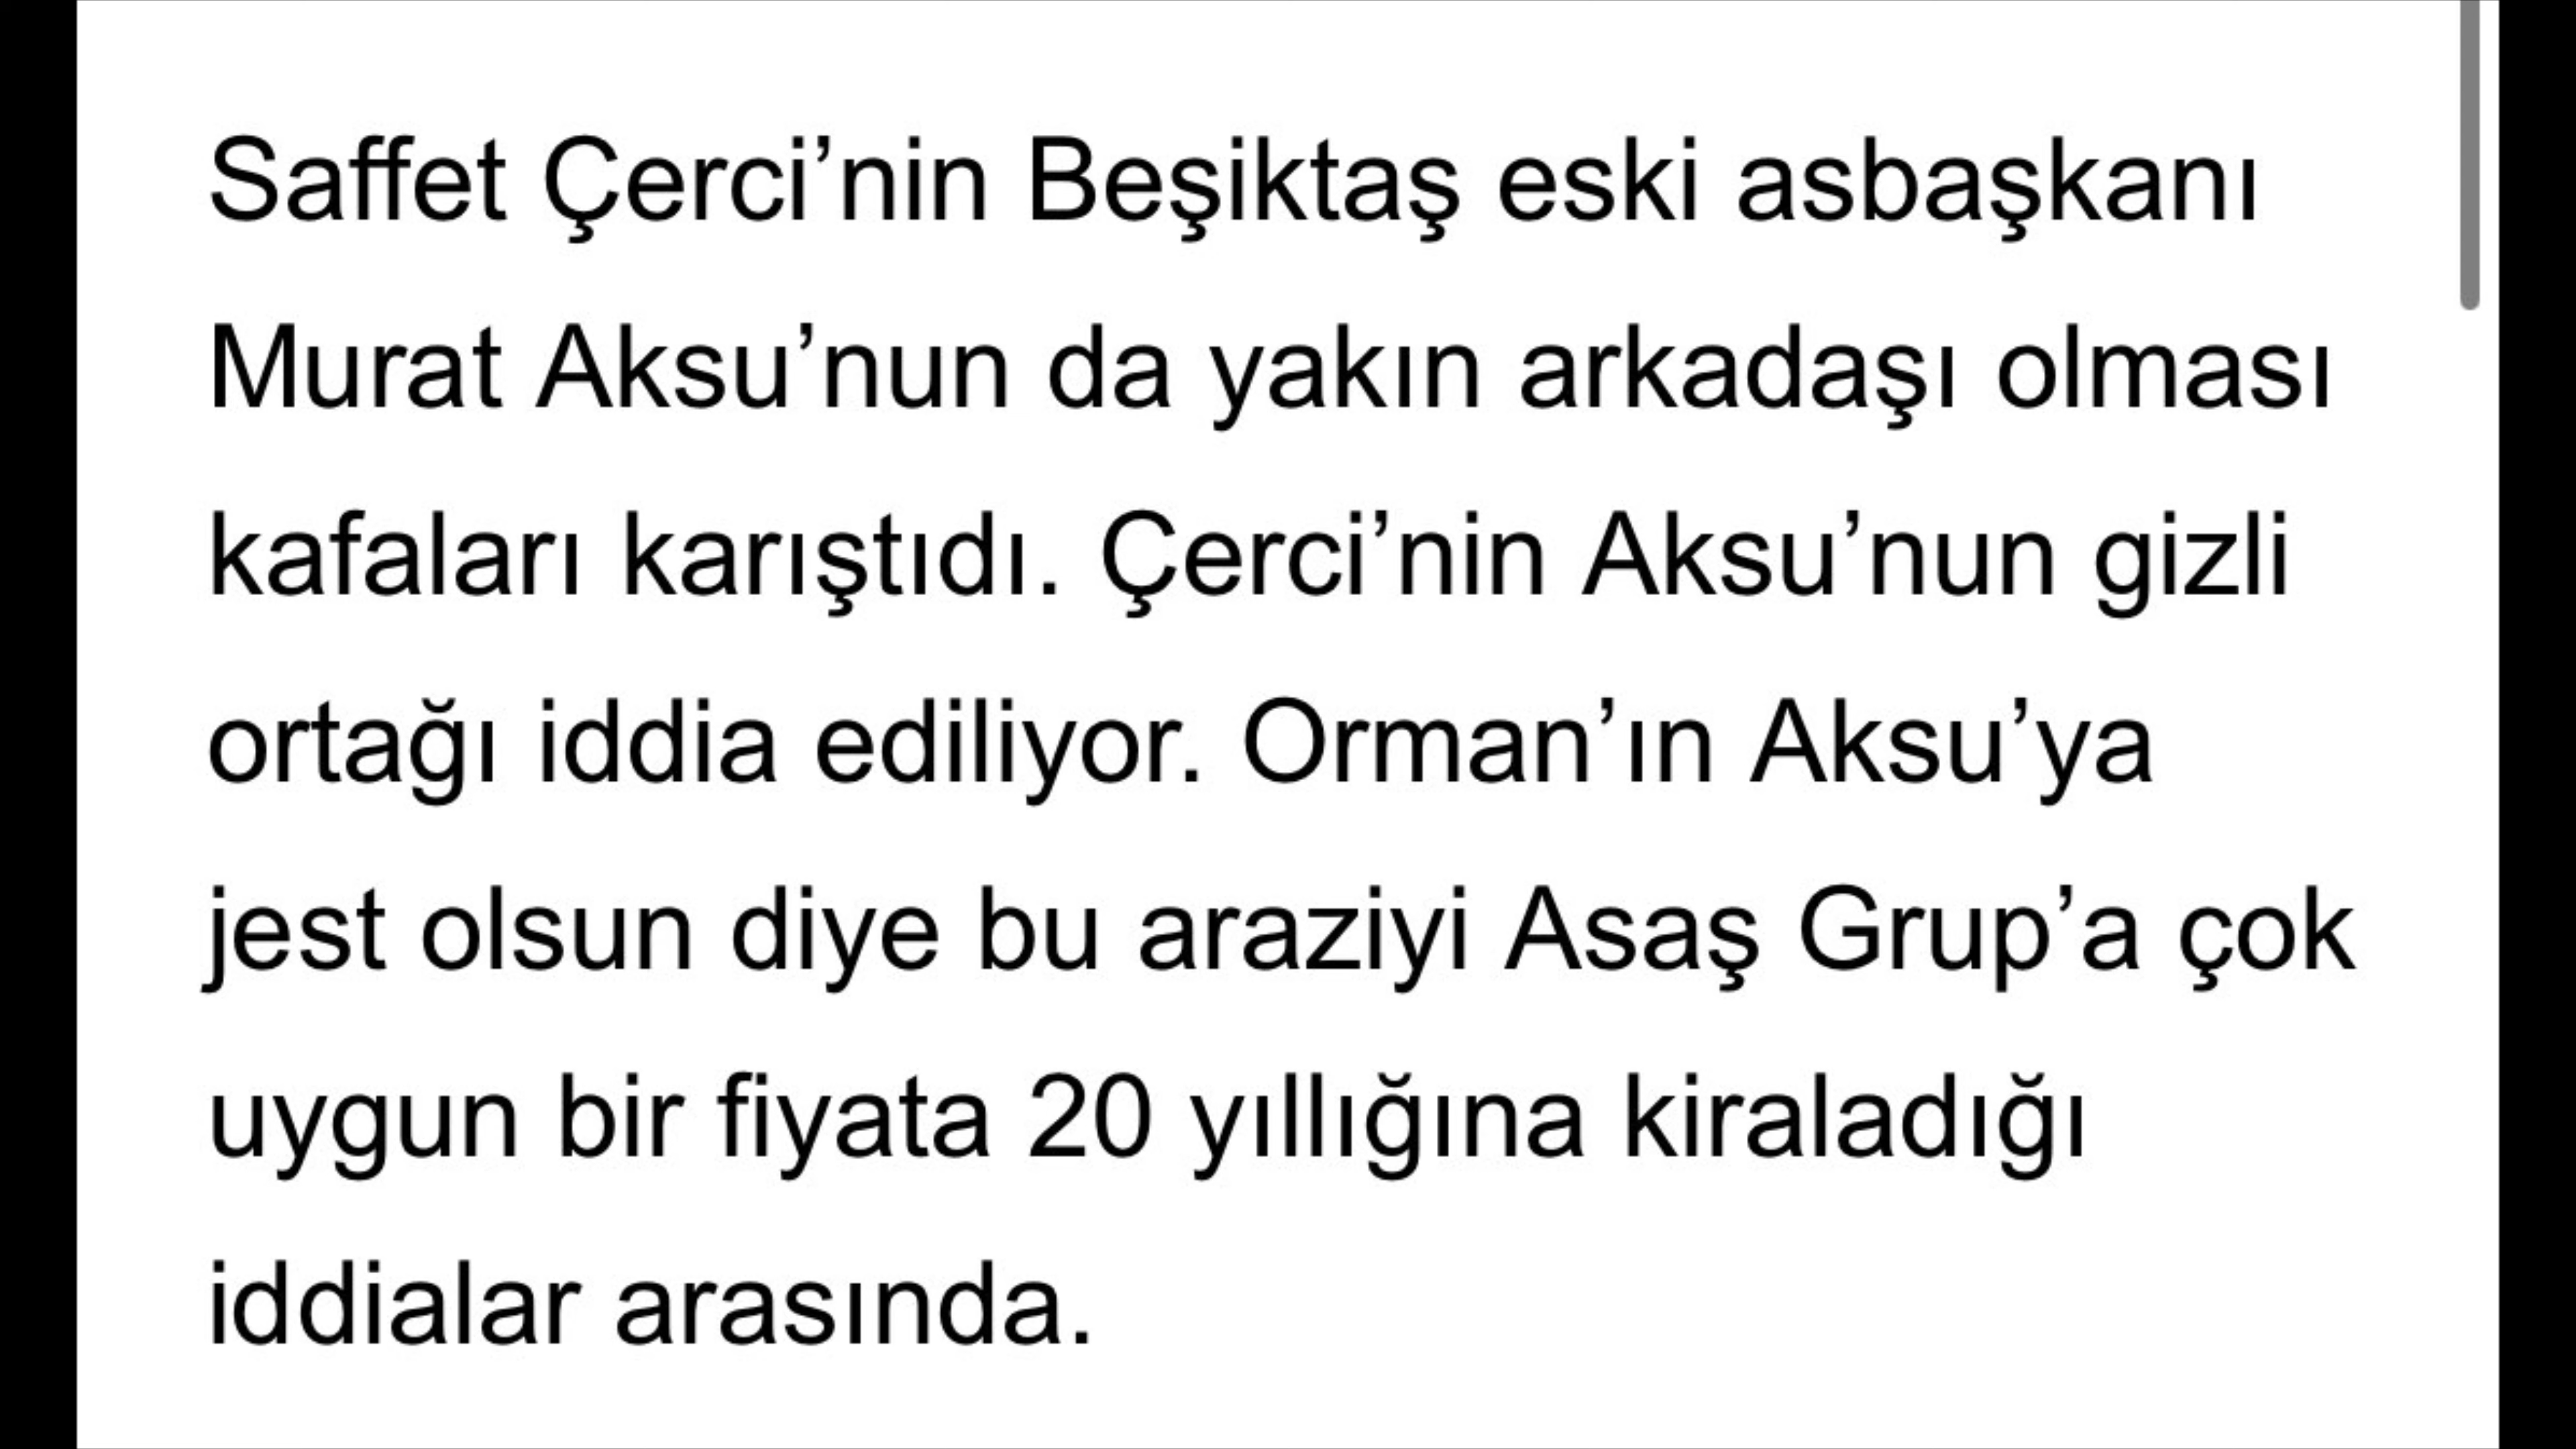 Saffet Çerci’nin Beşiktaş eski asbaşkanı
Murat Aksu’nun da yakın arkadaşı olması
kafaları karıştıdı. Çerci’nin Aksu’nun gizli
ortağı iddia ediliyor. Orman’ın Aksu’ya
jest olsun diye bu araziyi Asaş Grup’a çok
uygun bir fiyata 20 yıllığına kiraladığı
iddialar arasında.